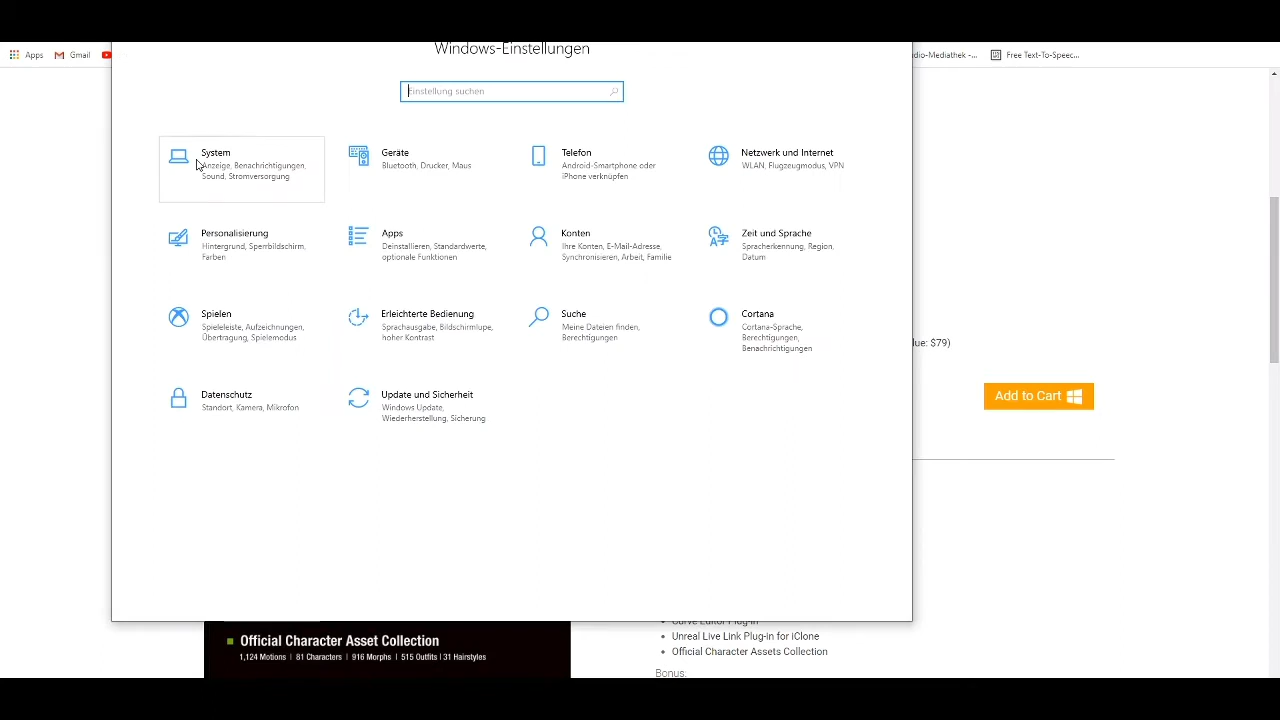 Windows-Einstellungen
Apps
Gmail
dio-Mediathek -...
Free Text-To-Speec...
Einstellung suchen
System
Anzeige, Benachrichtigungen,
Sound, Stromversorgung
Geräte
Bluetooth, Drucker, Maus
Telefon
Android-Smartphone oder
iPhone verknüpfen
Netzwerk und Internet
WLAN, Flugzeugmodus, VPN
Personalisierung
Hintergrund, Sperrbildschirm,
Farben
Apps
Deinstallieren, Standardwerte,
optionale Funktionen
Konten
Ihre Konten, E-Mail-Adresse,
Synchronisieren, Arbeit, Familie
Zeit und Sprache
Spracherkennung, Region,
Datum
Spielen
Spieleleiste, Aufzeichnungen,
Übertragung, Spielemodus
Erleichterte Bedienung
Sprachausgabe, Bildschirmlupe,
hoher Kontrast
Suche
Meine Dateien finden,
Berechtigungen
Cortana
Cortana-Sprache,
Berechtigungen,
Benachrichtigungen
lue: $79)
Datenschutz
Standort, Kamera, Mikrofon
Update und Sicherheit
Windows Update,
Wiederherstellung, Sicherung
Add to Cart
Curve Editor Plug-in
Unreal Live Link Plug-in for iClone
Official Character Assets Collection
Bonus:
Official Character Asset Collection
1,124 Motions | 81 Characters | 916 Morphs | 515 Outfits | 31 Hairstyles